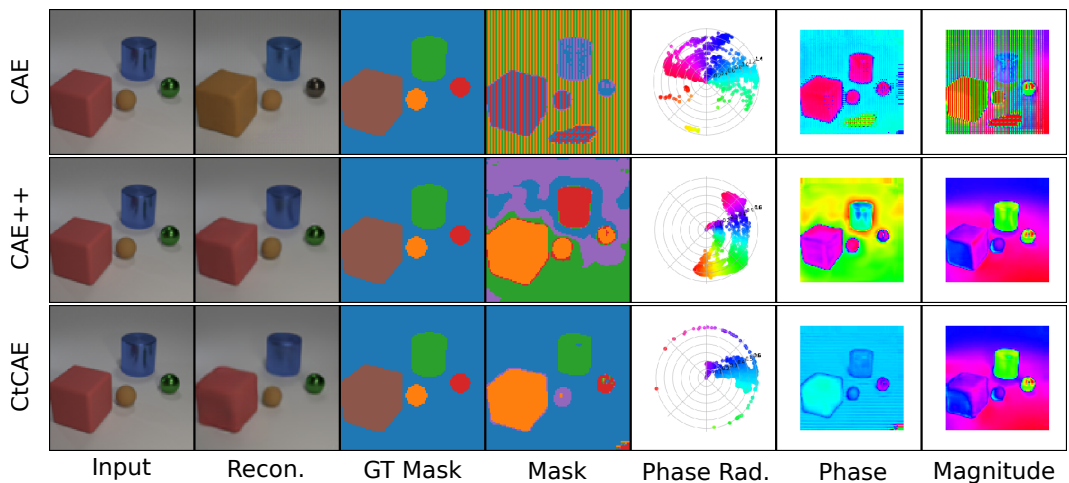 CAE
CAE++
CtCAE
Input Recon. GT Mask Mask Phase Rad. Phase Magnitude